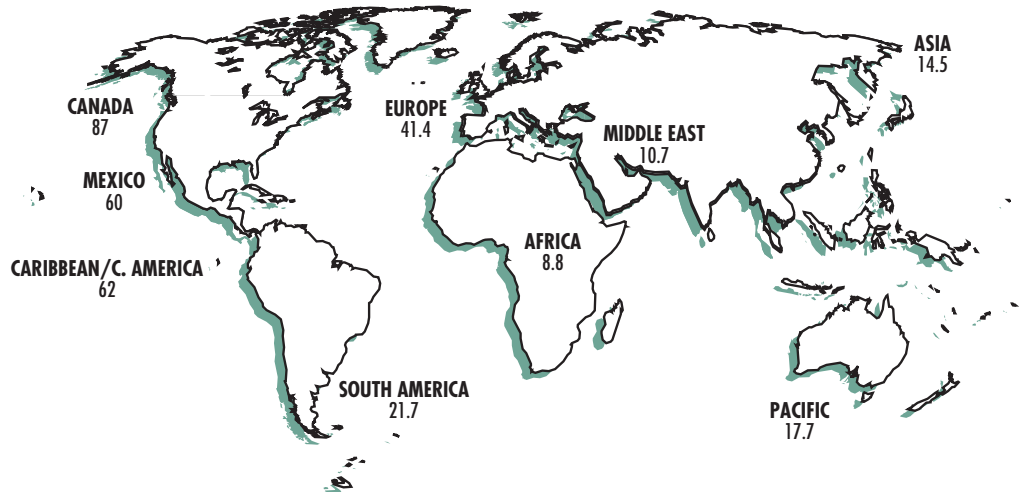 ASIA
14.5
CANADA
87
EUROPE
41.4
MIDDLE EAST
10.7
MEXICO
60
AFRICA
8.8
CARIBBEAN/C. AMERICA
62
SOUTH AMERICA
21.7
PACIFIC
17.7